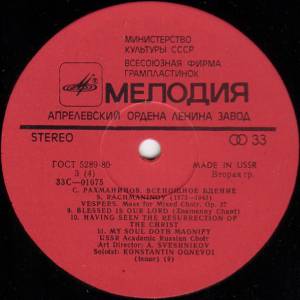 МИНИСТЕРСТВО
КУЛЬТУРЫ СССР
ВСЕСОЮЗНАЯ ФИРМА
ГРАМПЛАСТИНОК
МЕЛОДИЯ
АПРЕЛЕВСКИЙ ОРДЕНА ЛЕНИНА ЗАВОД
STEREO
33
ГОСТ 5289-80
MADE IN USSR
3 (4)
Вторая гр.
33С—01075
С. РАХМАНИНОВ. ВСЕНОЩНОЕ БДЕНИЕ
S. RACHMANINOV (1873-1943)
VESPERS. Mass for Mixed Choir, Op. 37
9. BLESSED IS OUR LORD (Znamenny Chant)
10. HAVING SEEN THE RESURRECTION OF
THE CHRIST
11. MY SOUL DOTH MAGNIFY
USSR Academic Russian Choir
Art Director: A. SVESHNIKOV
Soloist: KONSTANTIN OGNEVOI
(tenor) (9)